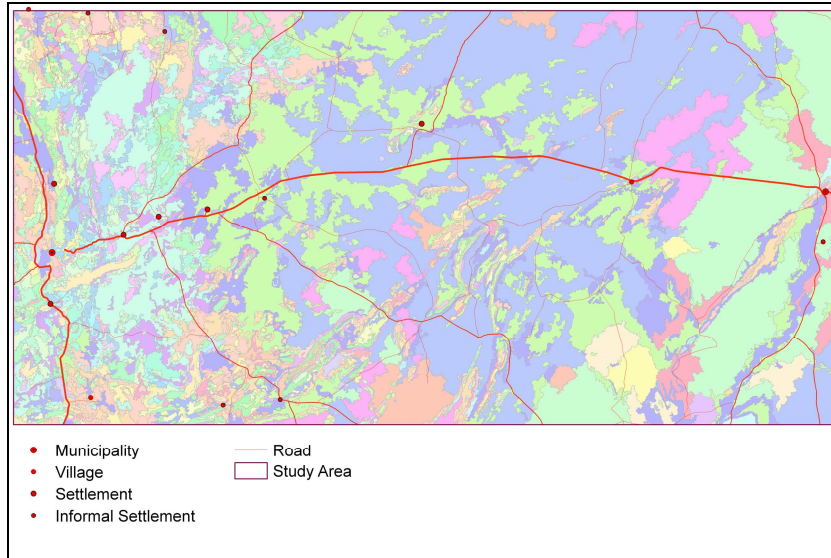 Municipality
Village
Settlement
Informal Settlement
Road
Study Area